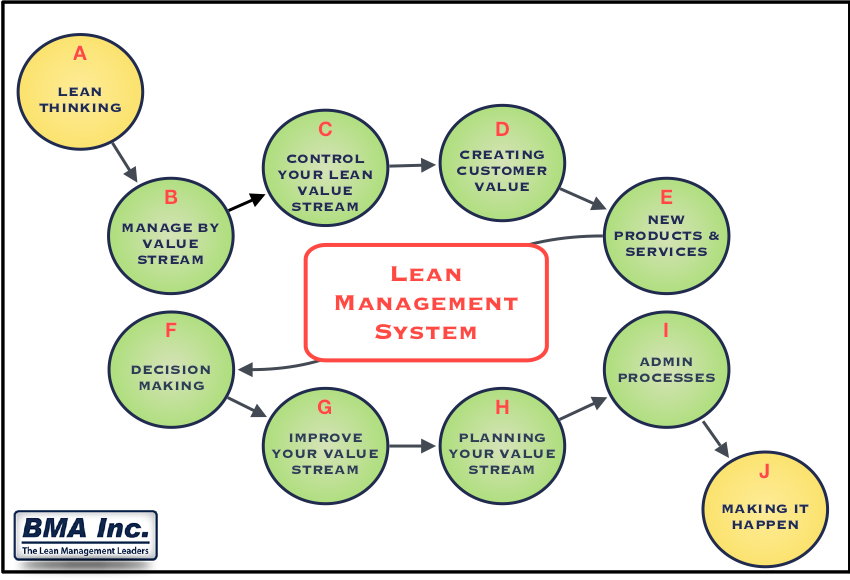 A
LEAN
THINKING
B
MANAGE BY
VALUE
STREAM
C
CONTROL
YOUR LEAN
VALUE
STREAM
D
CREATING
CUSTOMER
VALUE
E
NEW
PRODUCTS &
SERVICES
LEAN
MANAGEMENT
SYSTEM
F
DECISION
MAKING
G
IMPROVE
YOUR VALUE
STREAM
H
PLANNING
YOUR VALUE
STREAM
I
ADMIN
PROCESSES
J
MAKING IT
HAPPEN
BMA Inc.
The Lean Management Leaders